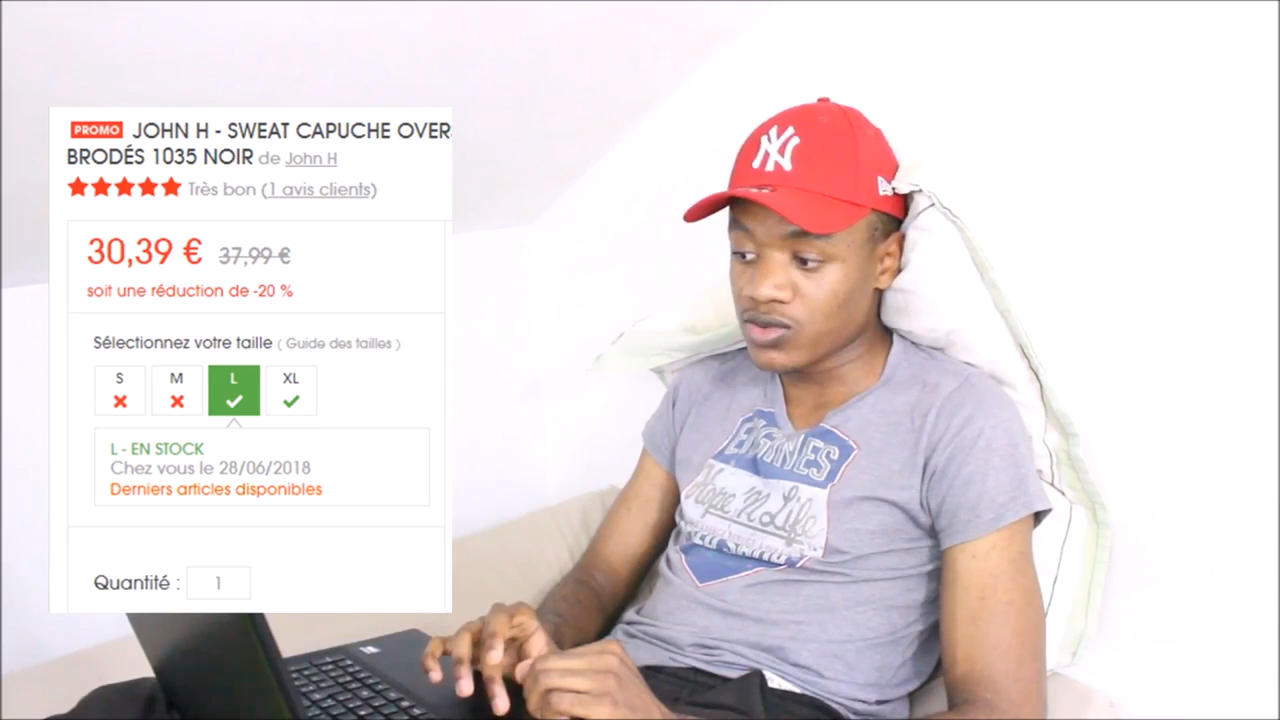 PROMO JOHN H - SWEAT CAPUCHE OVER
BRODÉS 1035 NOIR de John H
Très bon (1 avis clients)
30,39 € 37,99 €
soit une réduction de -20 %
Sélectionnez votre taille ( Guide des tailles )
S M L XL
L - EN STOCK
Chez vous le 28/06/2018
Derniers articles disponibles
Quantité : 1
NY
Hope 'N Life